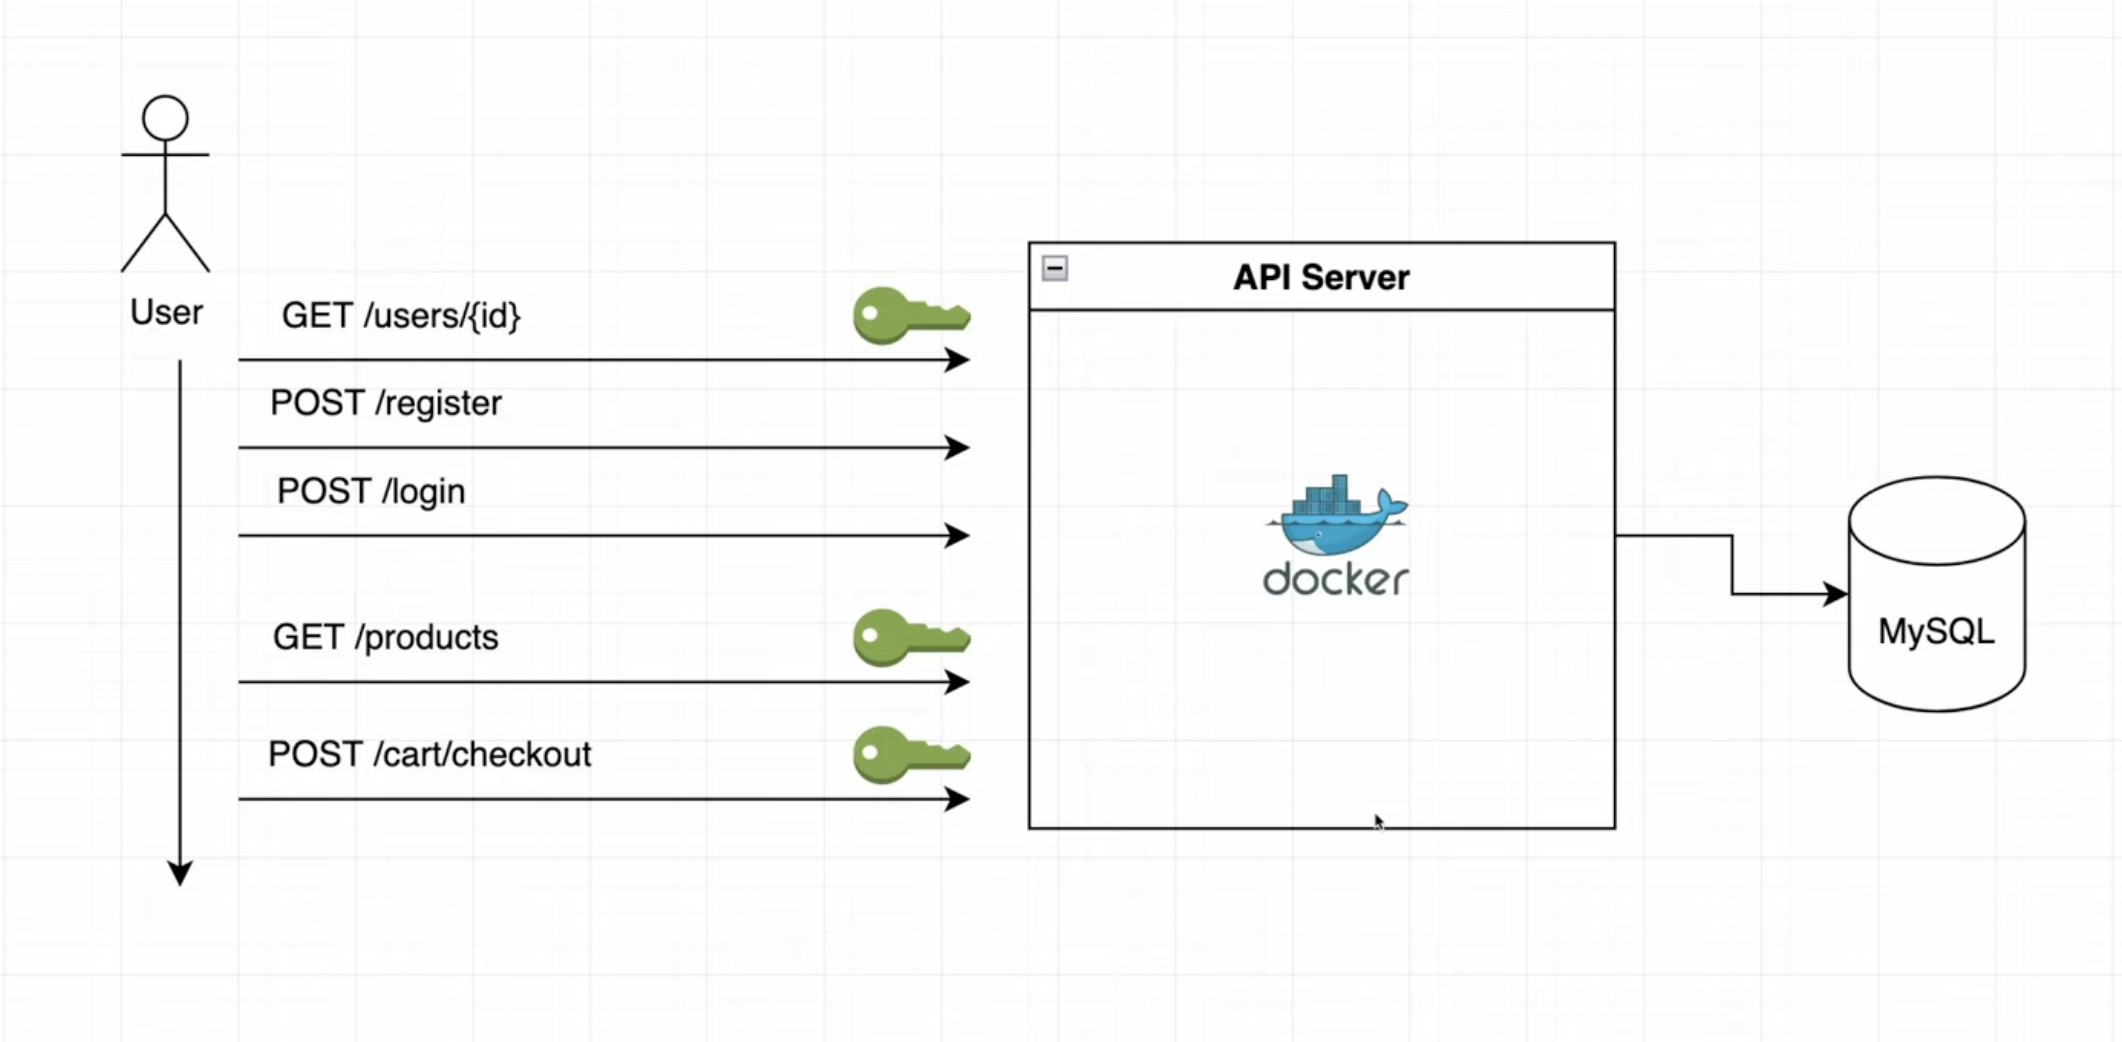 User
GET /users/{id}
POST /register
POST /login
GET /products
POST /cart/checkout
API Server
docker
MySQL